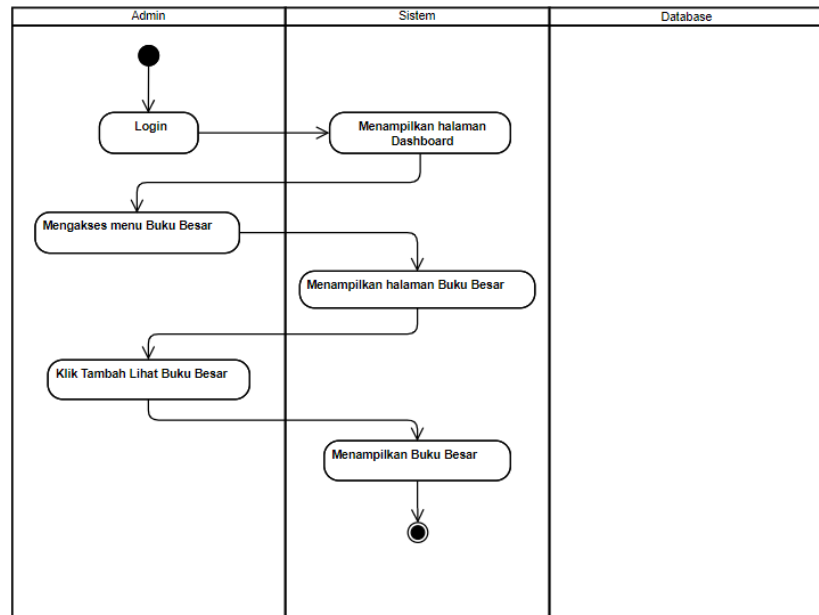 Admin
Sistem
Database
Login
Menampilkan halaman
Dashboard
Mengakses menu Buku Besar
Menampilkan halaman Buku Besar
Klik Tambah Lihat Buku Besar
Menampilkan Buku Besar